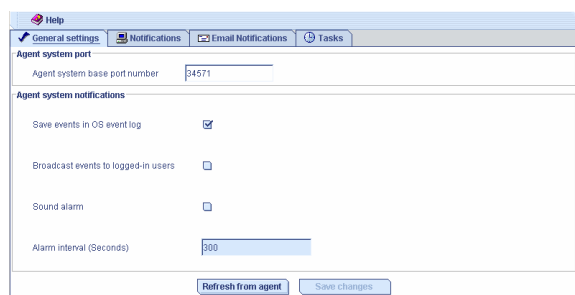 Help
General settings Notifications Email Notifications Tasks
Agent system port
Agent system base port number 34571
Agent system notifications
Save events in OS event log
Broadcast events to logged-in users
Sound alarm
Alarm interval (Seconds) 300
Refresh from agent Save changes